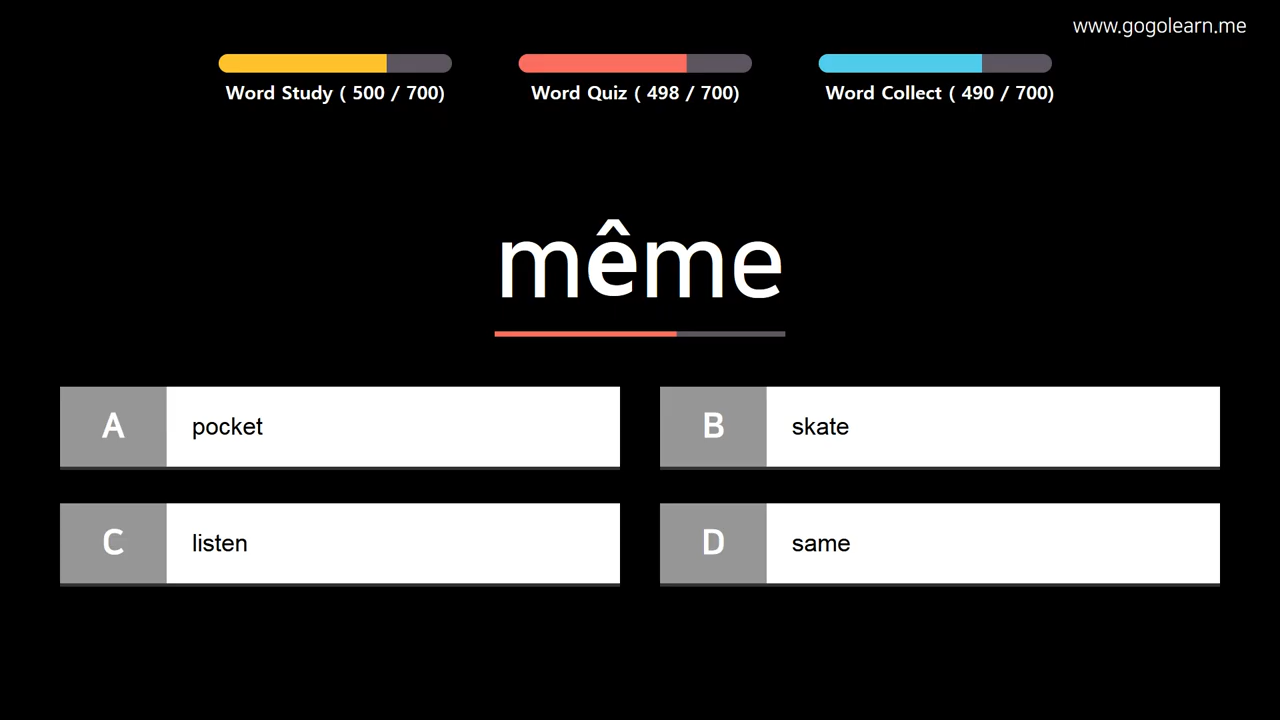 www.gogolearn.me
Word Study ( 500 / 700)
Word Quiz ( 498 / 700)
Word Collect ( 490 / 700)
même
A
pocket
B
skate
C
listen
D
same